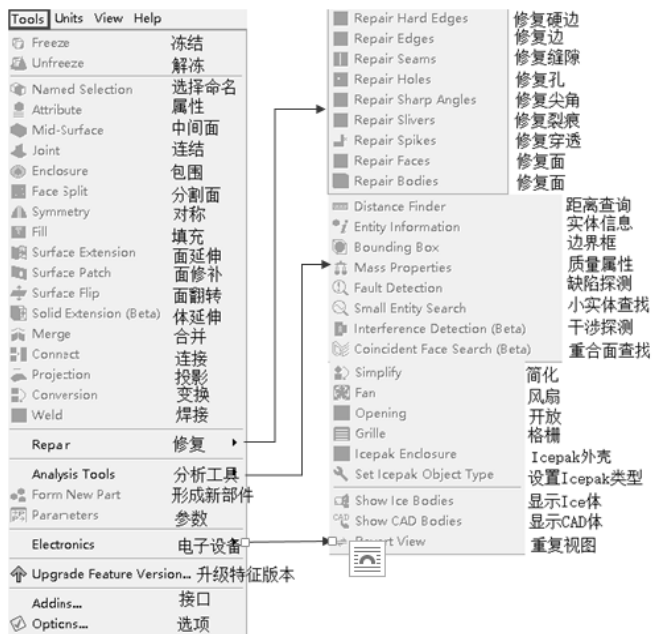 Tools Units View Help
Freeze 冻结
Unfreeze 解冻
Named Selection 选择命名
Attribute 属性
Mid-Surface 中间面
Joint 连结
Enclosure 包围
Face Split 分割面
Symmetry 对称
Fill 填充
Surface Extension 面延伸
Surface Patch 面修补
Surface Flip 面翻转
Solid Extension (Beta) 体延伸
Merge 合并
Connect 连接
Projection 投影
Conversion 变换
Weld 焊接
Repair 修复
Analysis Tools 分析工具
Form New Part 形成新部件
Parameters 参数
Electronics 电子设备
Upgrade Feature Version... 升级特征版本
Addins... 接口
Options... 选项
Repair Hard Edges 修复硬边
Repair Edges 修复边
Repair Seams 修复缝隙
Repair Holes 修复孔
Repair Sharp Angles 修复尖角
Repair Slivers 修复裂痕
Repair Spikes 修复穿透
Repair Faces 修复面
Repair Bodies 修复面
Distance Finder 距离查询
Entity Information 实体信息
Bounding Box 边界框
Mass Properties 质量属性
Fault Detection 缺陷探测
Small Entity Search 小实体查找
Interference Detection (Beta) 干涉探测
Coincident Face Search (Beta) 重合面查找
Simplify 简化
Fan 风扇
Opening 开放
Grille 格栅
Icepak Enclosure Icepak外壳
Set Icepak Object Type 设置Icepak类型
Show Ice Bodies 显示Ice体
Show CAD Bodies 显示CAD体
Revert View 重复视图